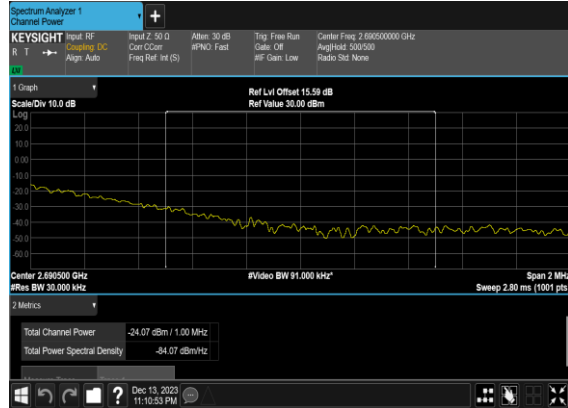 Spectrum Analyzer 1
Channel Power
+
KEYSIGHT Input: RF Input Z: 50 Ω Atten: 30 dB Trig: Free Run Center Freq: 2.690500000 GHz
R T Coupling: DC Corr CCorr #PNO: Fast Gate: Off Avg|Hold: 500/500
Align: Auto Freq Ref: Int (S) #IF Gain: Low Radio Std: None
1 Graph
Ref Lvl Offset 15.59 dB
Scale/Div 10.0 dB Ref Value 30.00 dBm
Log
20.0
10.0
0.00
-10.0
-20.0
-30.0
-40.0
-50.0
-60.0
Center 2.690500 GHz #Video BW 91.000 kHz* Span 2 MHz
#Res BW 30.000 kHz Sweep 2.80 ms (1001 pts
2 Metrics
Total Channel Power -24.07 dBm / 1.00 MHz
Total Power Spectral Density -84.07 dBm/Hz
? Dec 13, 2023
11:10:53 PM